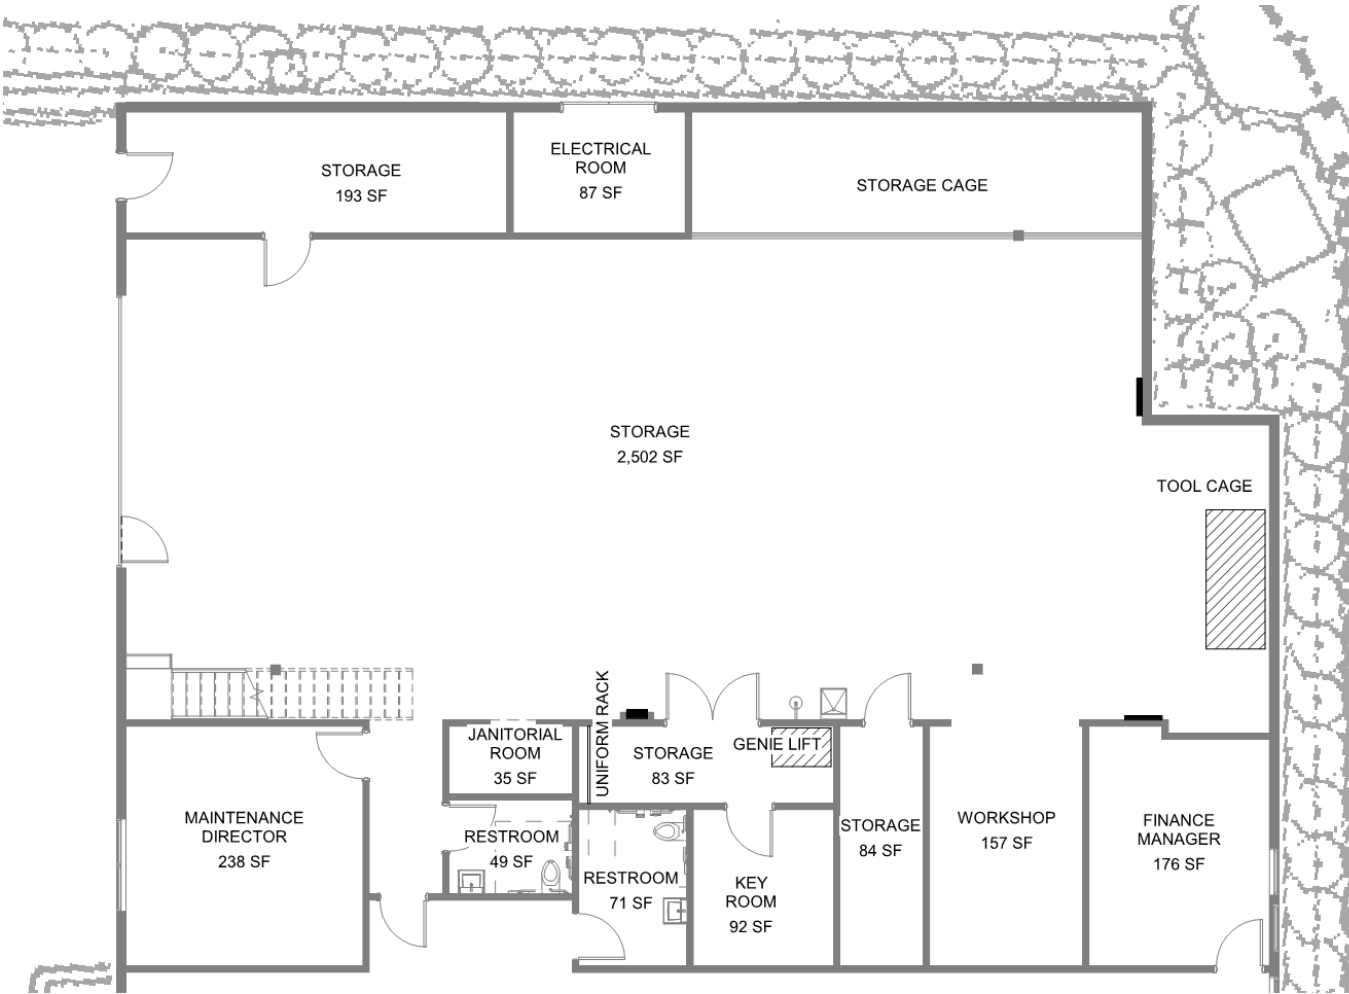 STORAGE
193 SF
ELECTRICAL
ROOM
87 SF
STORAGE CAGE
STORAGE
2,502 SF
TOOL CAGE
UNIFORM RACK
JANITORIAL
ROOM
35 SF
STORAGE
83 SF
GENIE LIFT
MAINTENANCE
DIRECTOR
238 SF
RESTROOM
49 SF
RESTROOM
71 SF
KEY
ROOM
92 SF
STORAGE
84 SF
WORKSHOP
157 SF
FINANCE
MANAGER
176 SF